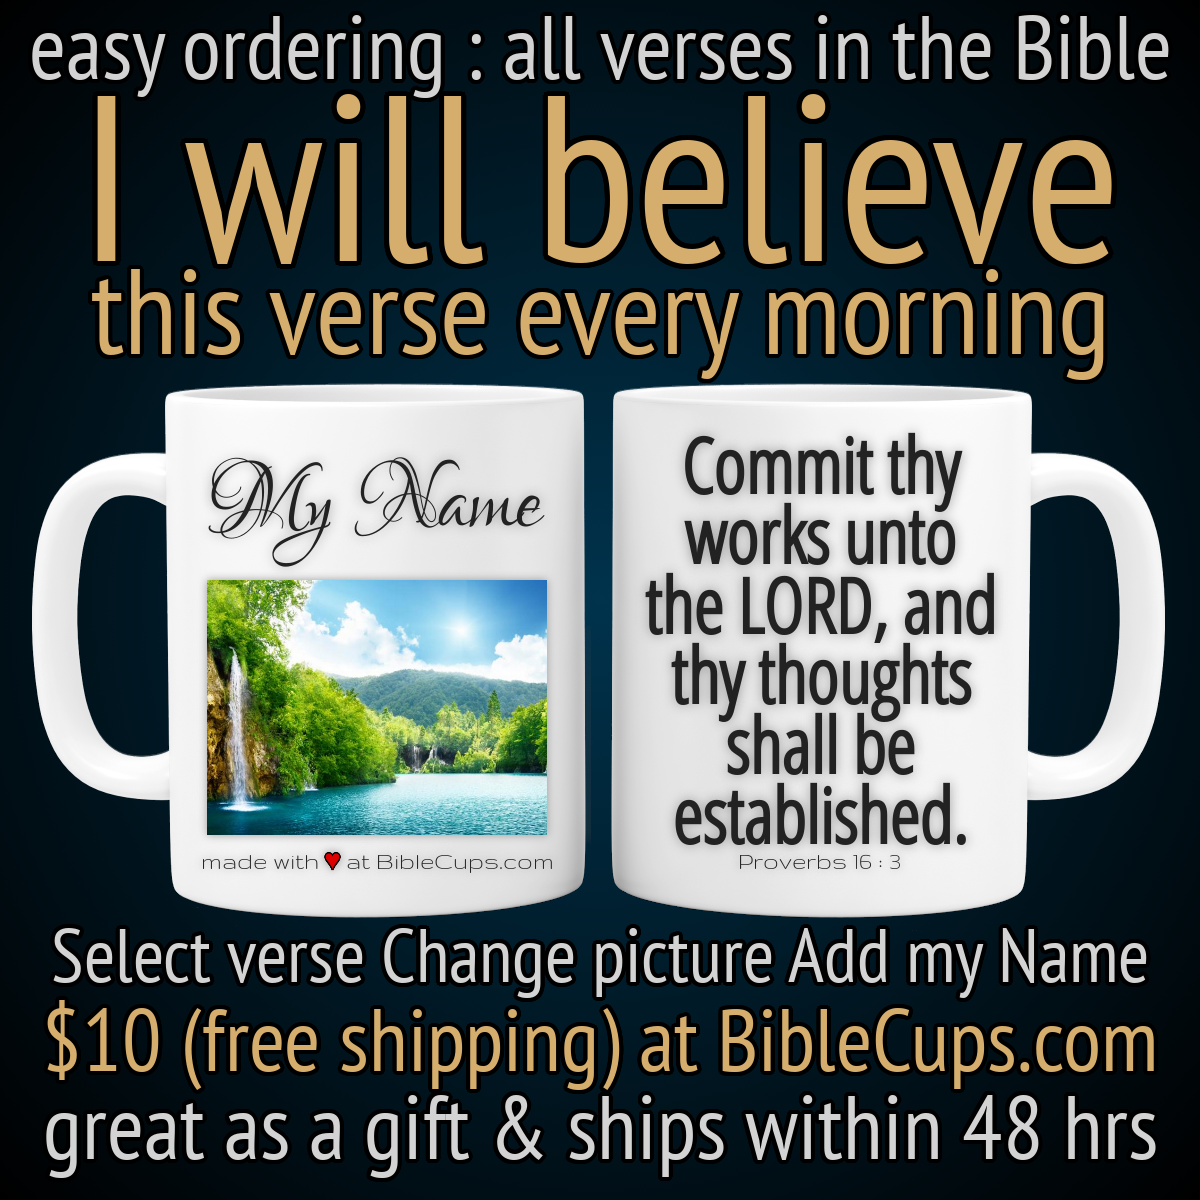 easy ordering : all verses in the Bible
I will believe
this verse every morning
My Name
made with ♥ at BibleCups.com
Commit thy
works unto
the LORD, and
thy thoughts
shall be
established.
Proverbs 16 : 3
Select verse Change picture Add my Name
$10 (free shipping) at BibleCups.com
great as a gift & ships within 48 hrs